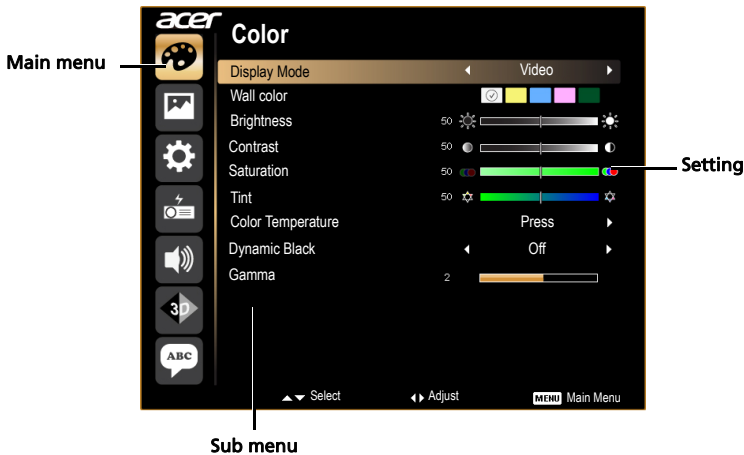 acer
Color
Main menu
Display Mode Video
Wall color
Brightness 50
Contrast 50
Saturation 50
Setting
Tint 50
Color Temperature Press
Dynamic Black Off
Gamma 2
3D
ABC
Select Adjust MENU Main Menu
Sub menu